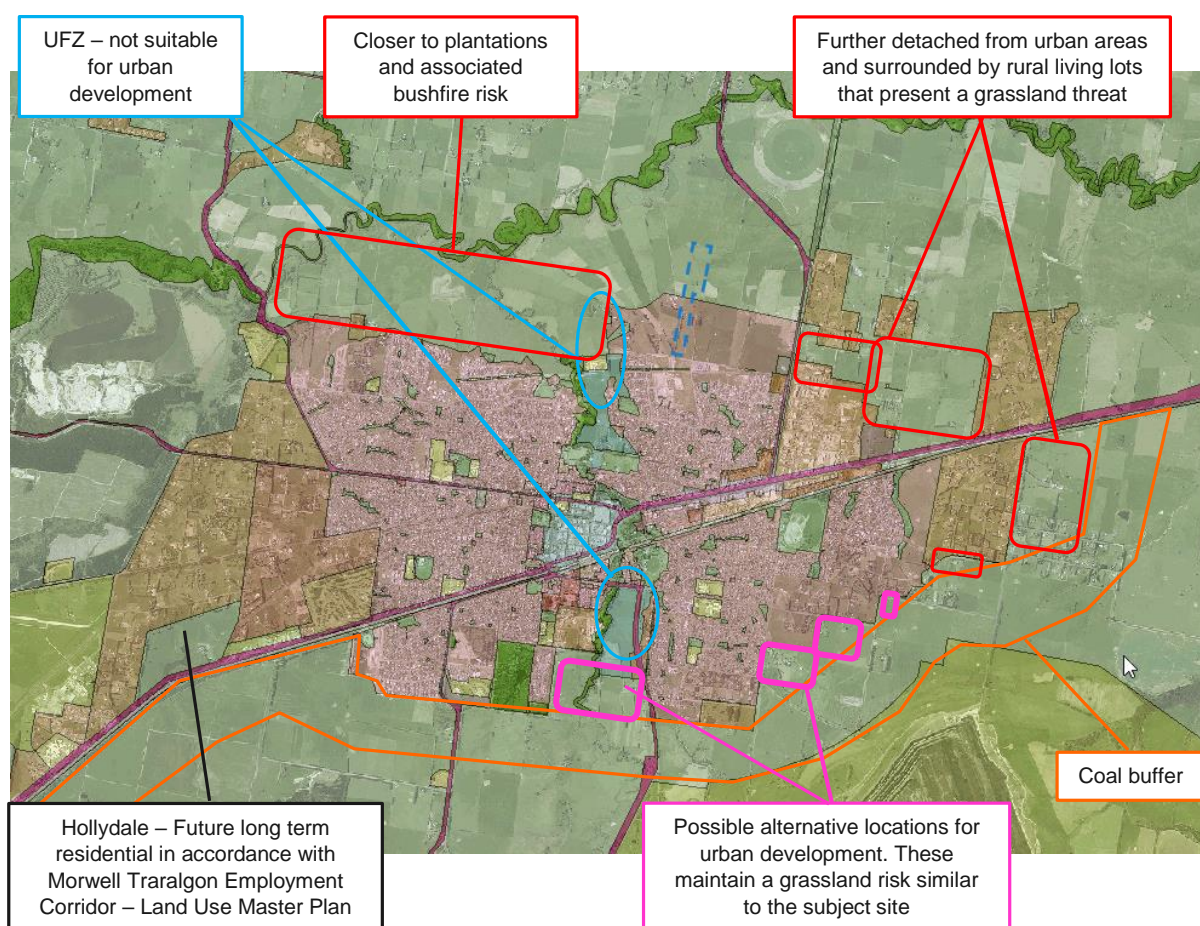 UFZ – not suitable
for urban
development
Closer to plantations
and associated
bushfire risk
Further detached from urban areas
and surrounded by rural living lots
that present a grassland threat
Coal buffer
Hollydale – Future long term
residential in accordance with
Morwell Traralgon Employment
Corridor – Land Use Master Plan
Possible alternative locations for
urban development. These
maintain a grassland risk similar
to the subject site